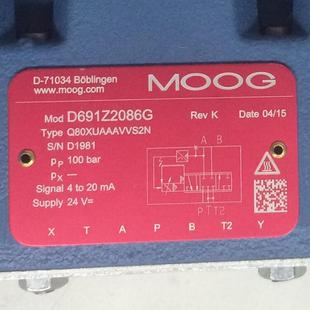 D-71034 Böblingen
www.moog.com
MOOG
Mod D691Z2086G Rev K Date 04/15
Type Q80XUAAAVVS2N
S/N D1981
pP 100 bar
pX —
Signal 4 to 20 mA
Supply 24 V=
A B
P T T2
X T A P B T2 Y